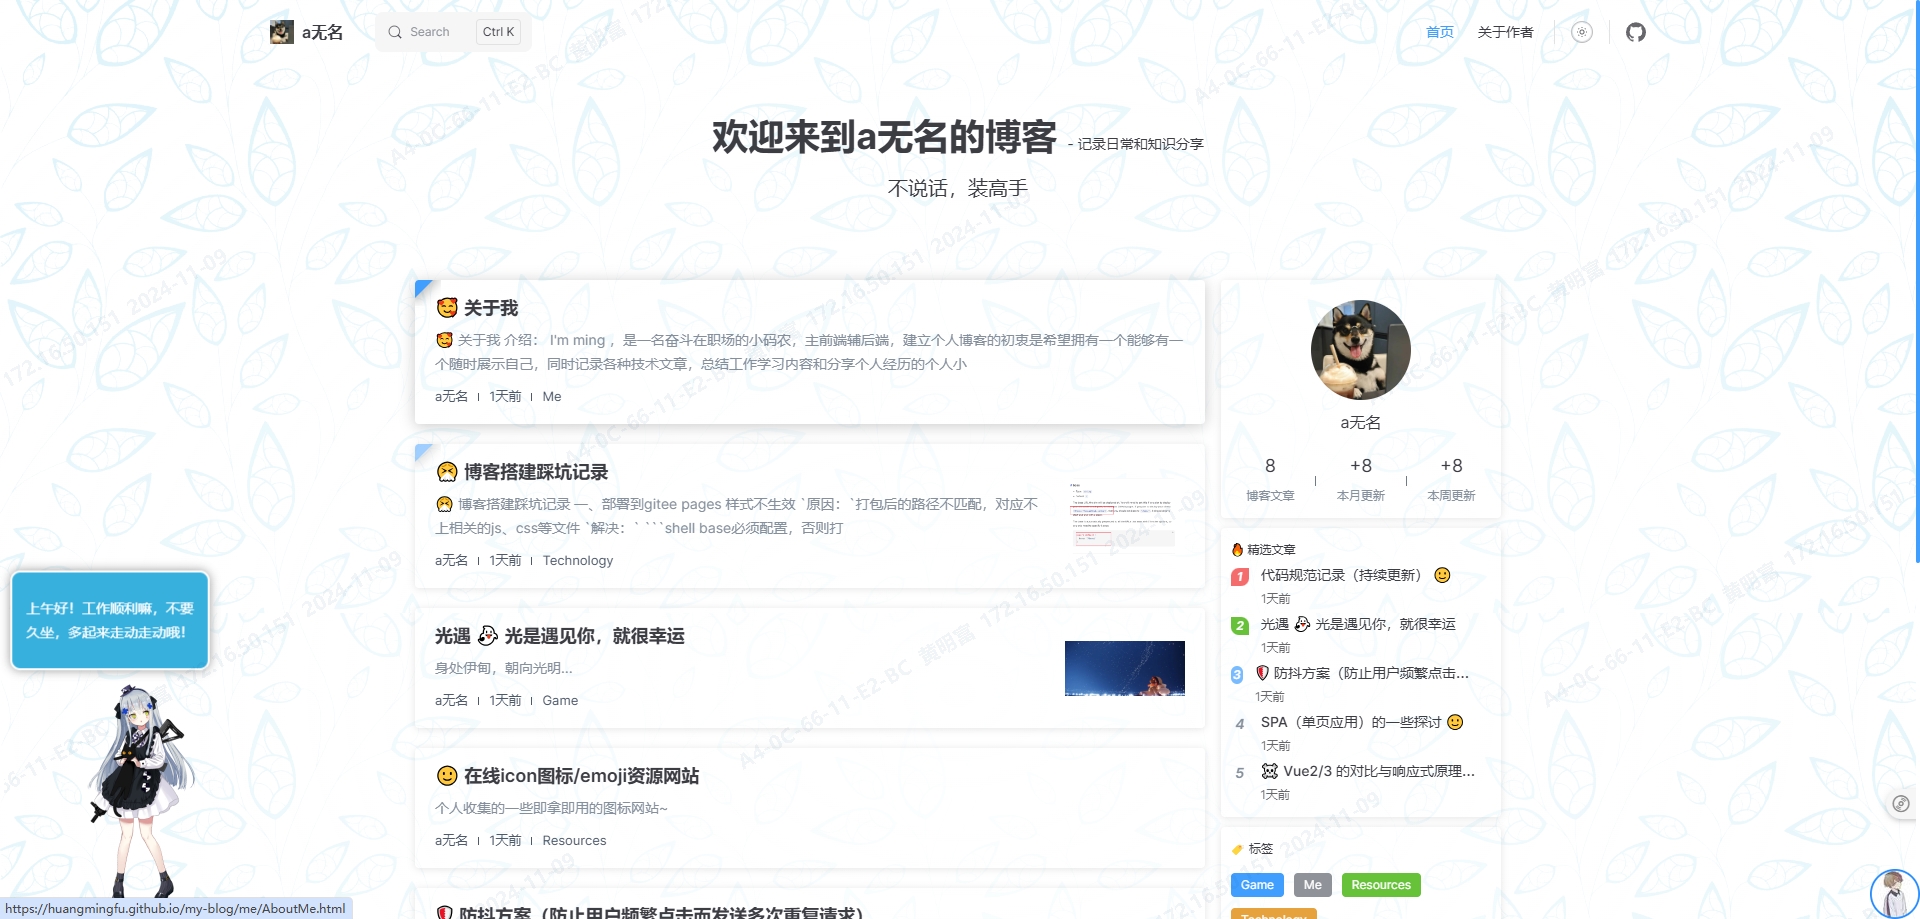 a无名
Search
Ctrl K
首页
关于作者
欢迎来到a无名的博客 - 记录日常和知识分享
不说话，装高手
🥰 关于我
🥰 关于我 介绍： I'm ming ，是一名奋斗在职场的小码农，主前端辅后端，建立个人博客的初衷是希望拥有一个能够有一
个随时展示自己，同时记录各种技术文章，总结工作学习内容和分享个人经历的个人小
a无名 | 1天前 | Me
博客搭建踩坑记录
博客搭建踩坑记录 一、部署到gitee pages 样式不生效 `原因：`打包后的路径不匹配，对应不
上相关的js、css等文件 `解决：` ```shell base必须配置，否则打
a无名 | 1天前 | Technology
光遇 光是遇见你，就很幸运
身处伊甸，朝向光明...
a无名 | 1天前 | Game
在线icon图标/emoji资源网站
个人收集的一些即拿即用的图标网站~
a无名 | 1天前 | Resources
防抖方案（防止用户频繁点击而发送多次重复请求）
a无名
8
博客文章
+8
本月更新
+8
本周更新
精选文章
1 代码规范记录（持续更新）
1天前
2 光遇 光是遇见你，就很幸运
1天前
3 防抖方案（防止用户频繁点击...
1天前
4 SPA（单页应用）的一些探讨
1天前
5 Vue2/3 的对比与响应式原理...
1天前
标签
Game
Me
Resources
Technology
上午好！工作顺利嘛，不要
久坐，多起来走动走动哦！
https://huangmingfu.github.io/my-blog/me/AboutMe.html
A4-0C-66-11-E2-BC 黄明富 172.16.50.151 2024-11-09